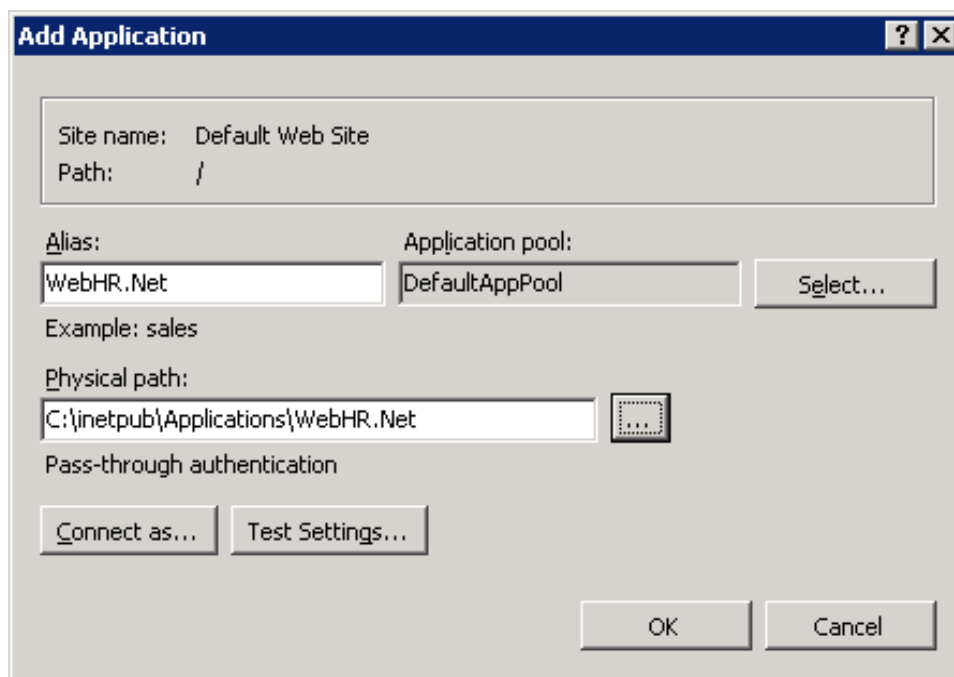 Add Application
Site name: Default Web Site
Path: /
Alias: Application pool:
WebHR.Net DefaultAppPool Select...
Example: sales
Physical path:
C:\inetpub\Applications\WebHR.Net ...
Pass-through authentication
Connect as... Test Settings...
OK Cancel